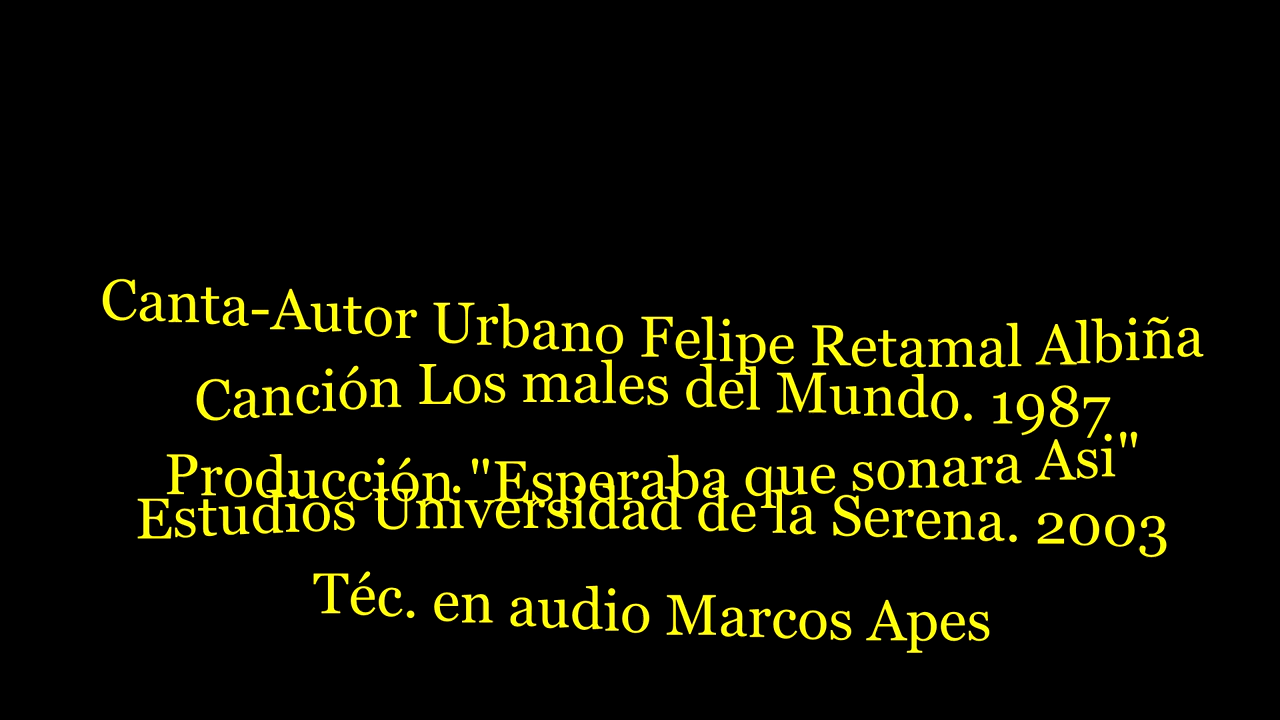 Canta-Autor Urbano Felipe Retamal Albiña
Canción Los males del Mundo. 1987
Producción "Esperaba que sonara Asi"
Estudios Universidad de la Serena. 2003
Téc. en audio Marcos Apes